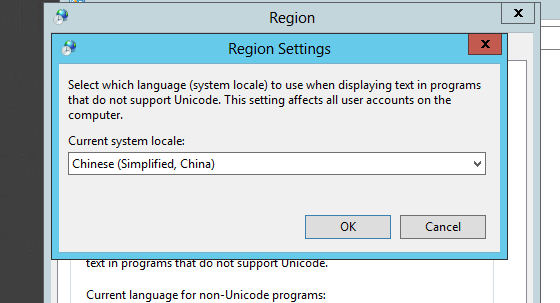 Region
x
Region Settings
x
Select which language (system locale) to use when displaying text in programs
that do not support Unicode. This setting affects all user accounts on the
computer.
Current system locale:
Chinese (Simplified, China)
OK
Cancel
text in programs that do not support Unicode.
Current language for non-Unicode programs: